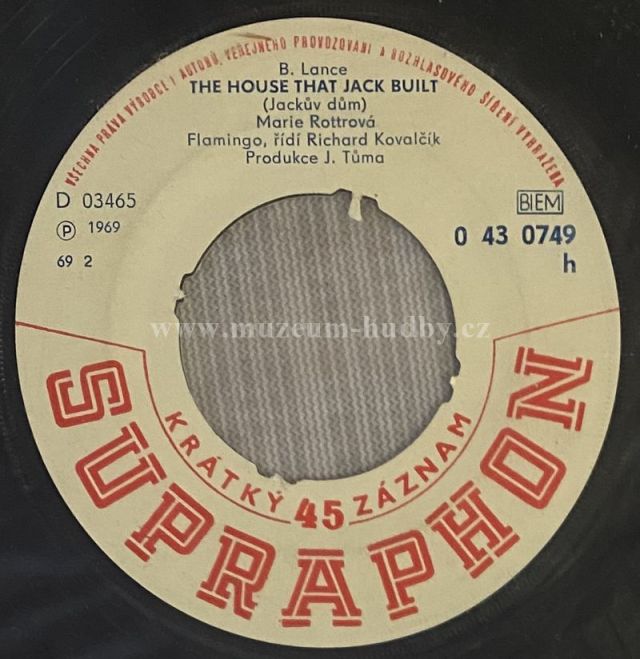 VŠECHNA PRÁVA VÝROBCE I AUTORŮ, VEŘEJNÉHO PROVOZOVÁNÍ A ROZHLASOVÉHO ŠÍŘENÍ VYHRAZENA
B. Lance
THE HOUSE THAT JACK BUILT
(Jackův dům)
Marie Rottrová
Flamingo, řídí Richard Kovalčík
Produkce J. Tůma
D 03465
Ⓟ 1969
69 2
BIEM
0 43 0749
h
www.muzeum-hudby.cz
KRÁTKÝ 45 ZÁZNAM
SUPRAPHON